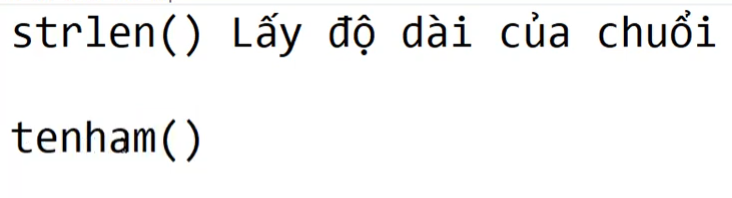 strlen() Lấy độ dài của chuổi
tenham()